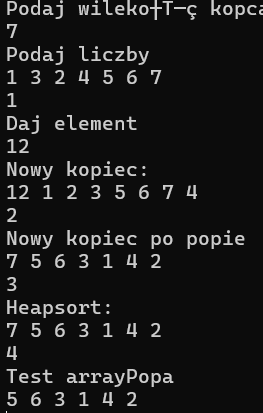 Podaj wileko┼T─ç kopca
7
Podaj liczby
1 3 2 4 5 6 7
1
Daj element
12
Nowy kopiec:
12 1 2 3 5 6 7 4
2
Nowy kopiec po popie
7 5 6 3 1 4 2
3
Heapsort:
7 5 6 3 1 4 2
4
Test arrayPopa
5 6 3 1 4 2